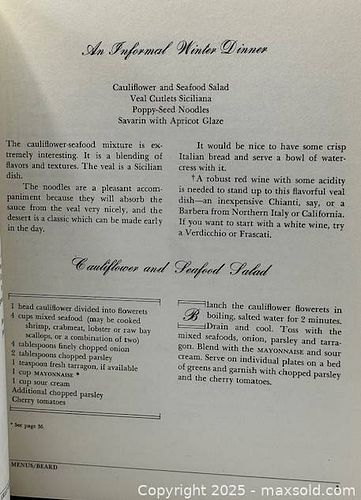 An Informal Winter Dinner
Cauliflower and Seafood Salad
Veal Cutlets Siciliana
Poppy-Seed Noodles
Savarin with Apricot Glaze
The cauliflower-seafood mixture is ex-
tremely interesting. It is a blending of
flavors and textures. The veal is a Sicilian
dish.
The noodles are a pleasant accom-
paniment because they will absorb the
sauce from the veal very nicely, and the
dessert is a classic which can be made early
in the day.
It would be nice to have some crisp
Italian bread and serve a bowl of water-
cress with it.
†A robust red wine with some acidity
is needed to stand up to this flavorful veal
dish—an inexpensive Chianti, say, or a
Barbera from Northern Italy or California.
If you want to start with a white wine, try
a Verdicchio or Frascati.
Cauliflower and Seafood Salad
1 head cauliflower divided into flowerets
4 cups mixed seafood (may be cooked
shrimp, crabmeat, lobster or raw bay
scallops, or a combination of two)
4 tablespoons finely chopped onion
2 tablespoons chopped parsley
1 teaspoon fresh tarragon, if available
1 cup MAYONNAISE *
1 cup sour cream
Additional chopped parsley
Cherry tomatoes
* See page 36.
Blanch the cauliflower flowerets in
boiling, salted water for 2 minutes.
Drain and cool. Toss with the
mixed seafoods, onion, parsley and tarra-
gon. Blend with the MAYONNAISE and sour
cream. Serve on individual plates on a bed
of greens and garnish with chopped parsley
and the cherry tomatoes.
MENUS/BEARD
Copyright © 2025 - maxsold.com